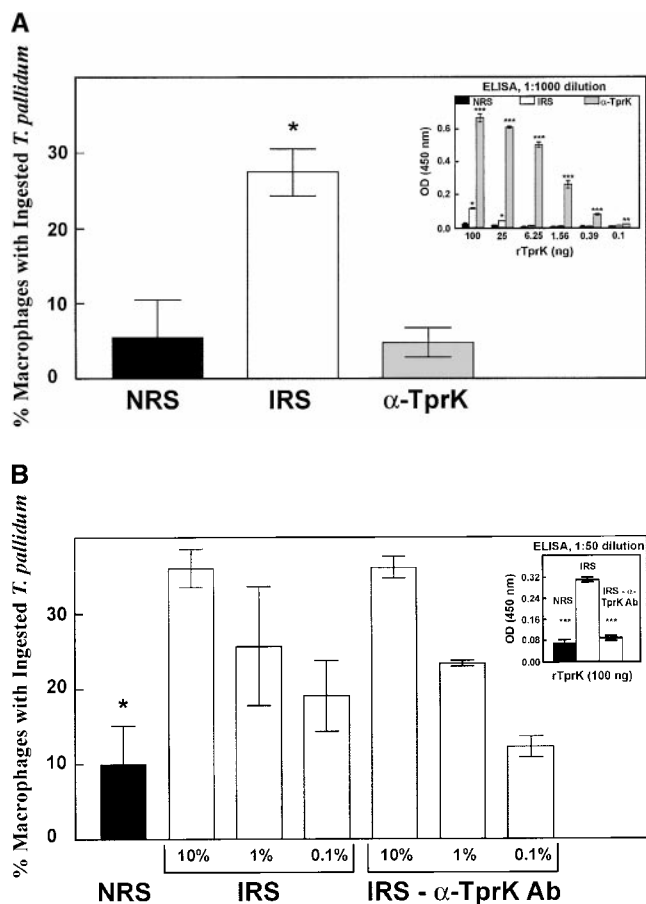 A
% Macrophages with Ingested T. pallidum
30
20
10
0
*
NRS IRS α-TprK
ELISA, 1:1000 dilution
NRS IRS α-TprK
OD (450 nm)
0.6
0.4
0.2
0.0
*** *** *** *** *** **
* *
100 25 6.25 1.56 0.39 0.1
rTprK (ng)
B
% Macrophages with Ingested T. pallidum
30
20
10
0
*
10% 1% 0.1% 10% 1% 0.1%
NRS IRS IRS - α-TprK Ab
ELISA, 1:50 dilution
OD (450 nm)
0.32
0.24
0.16
0.08
0.00
IRS
NRS
IRS - α-
TprK Ab
*** ***
rTprK (100 ng)